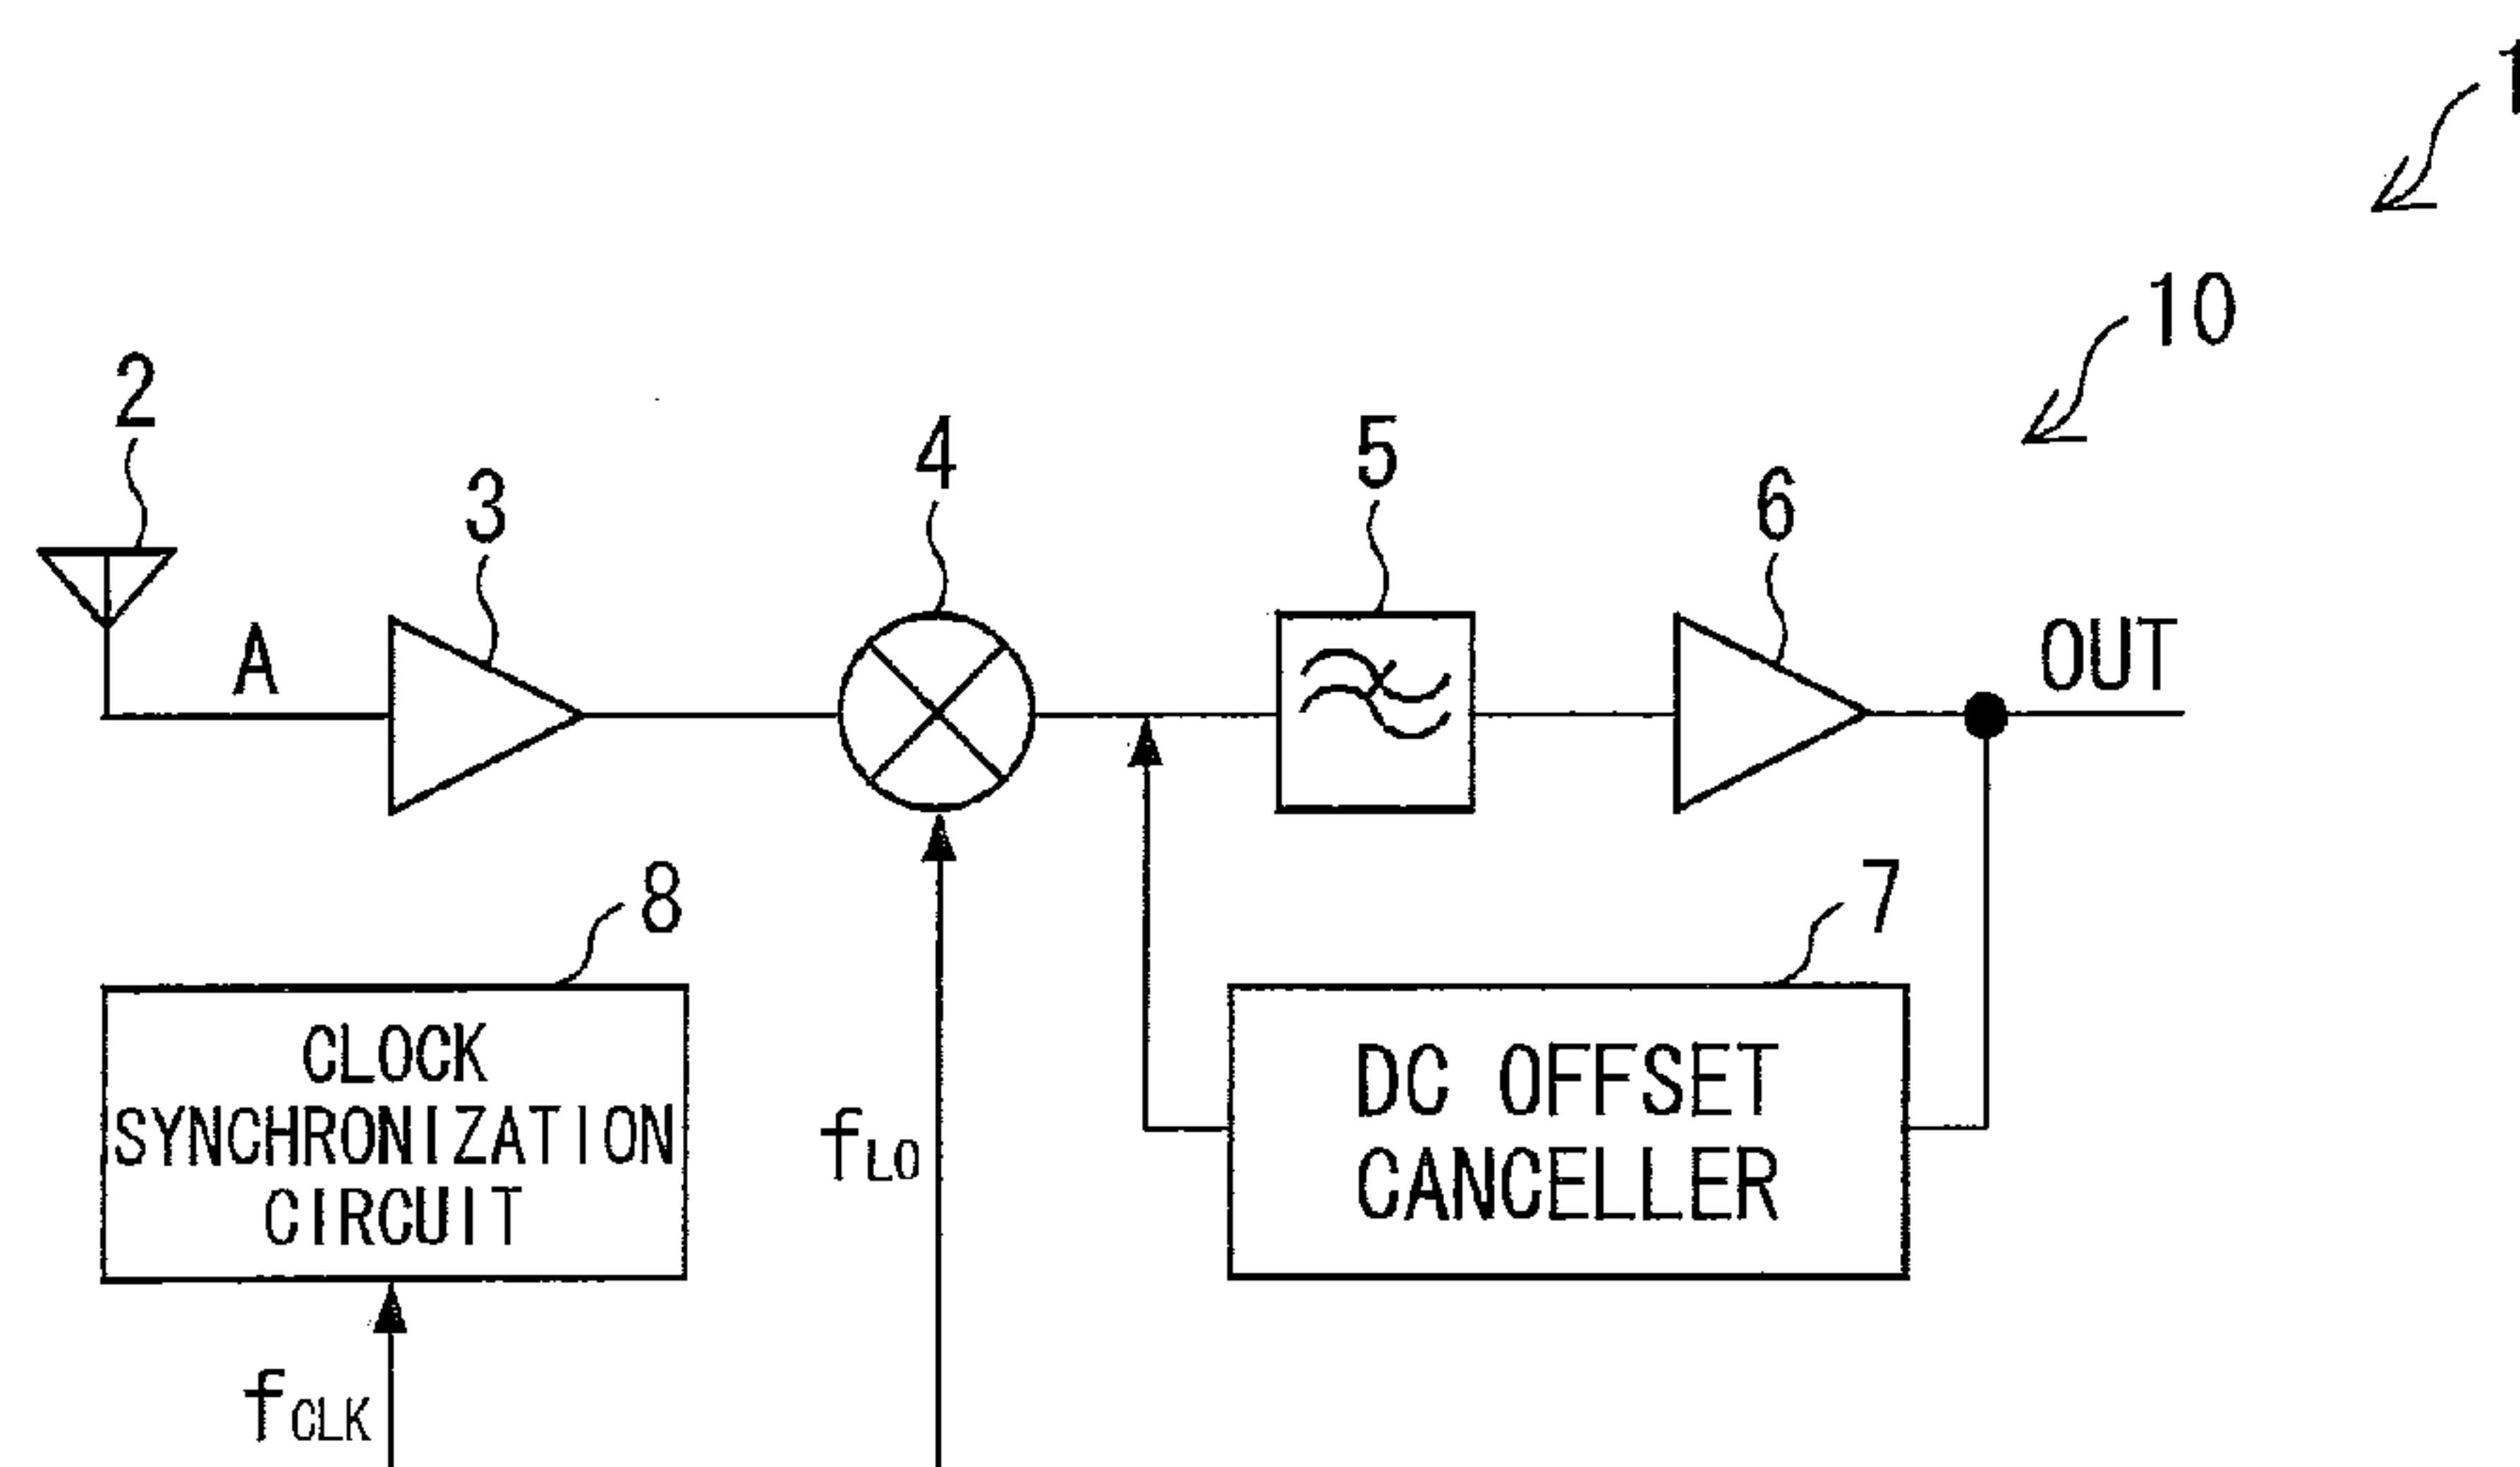 1
10
2
3
4
5
6
A
OUT
8
7
CLOCK
SYNCHRONIZATION
CIRCUIT
DC OFFSET
CANCELLER
fLO
fCLK